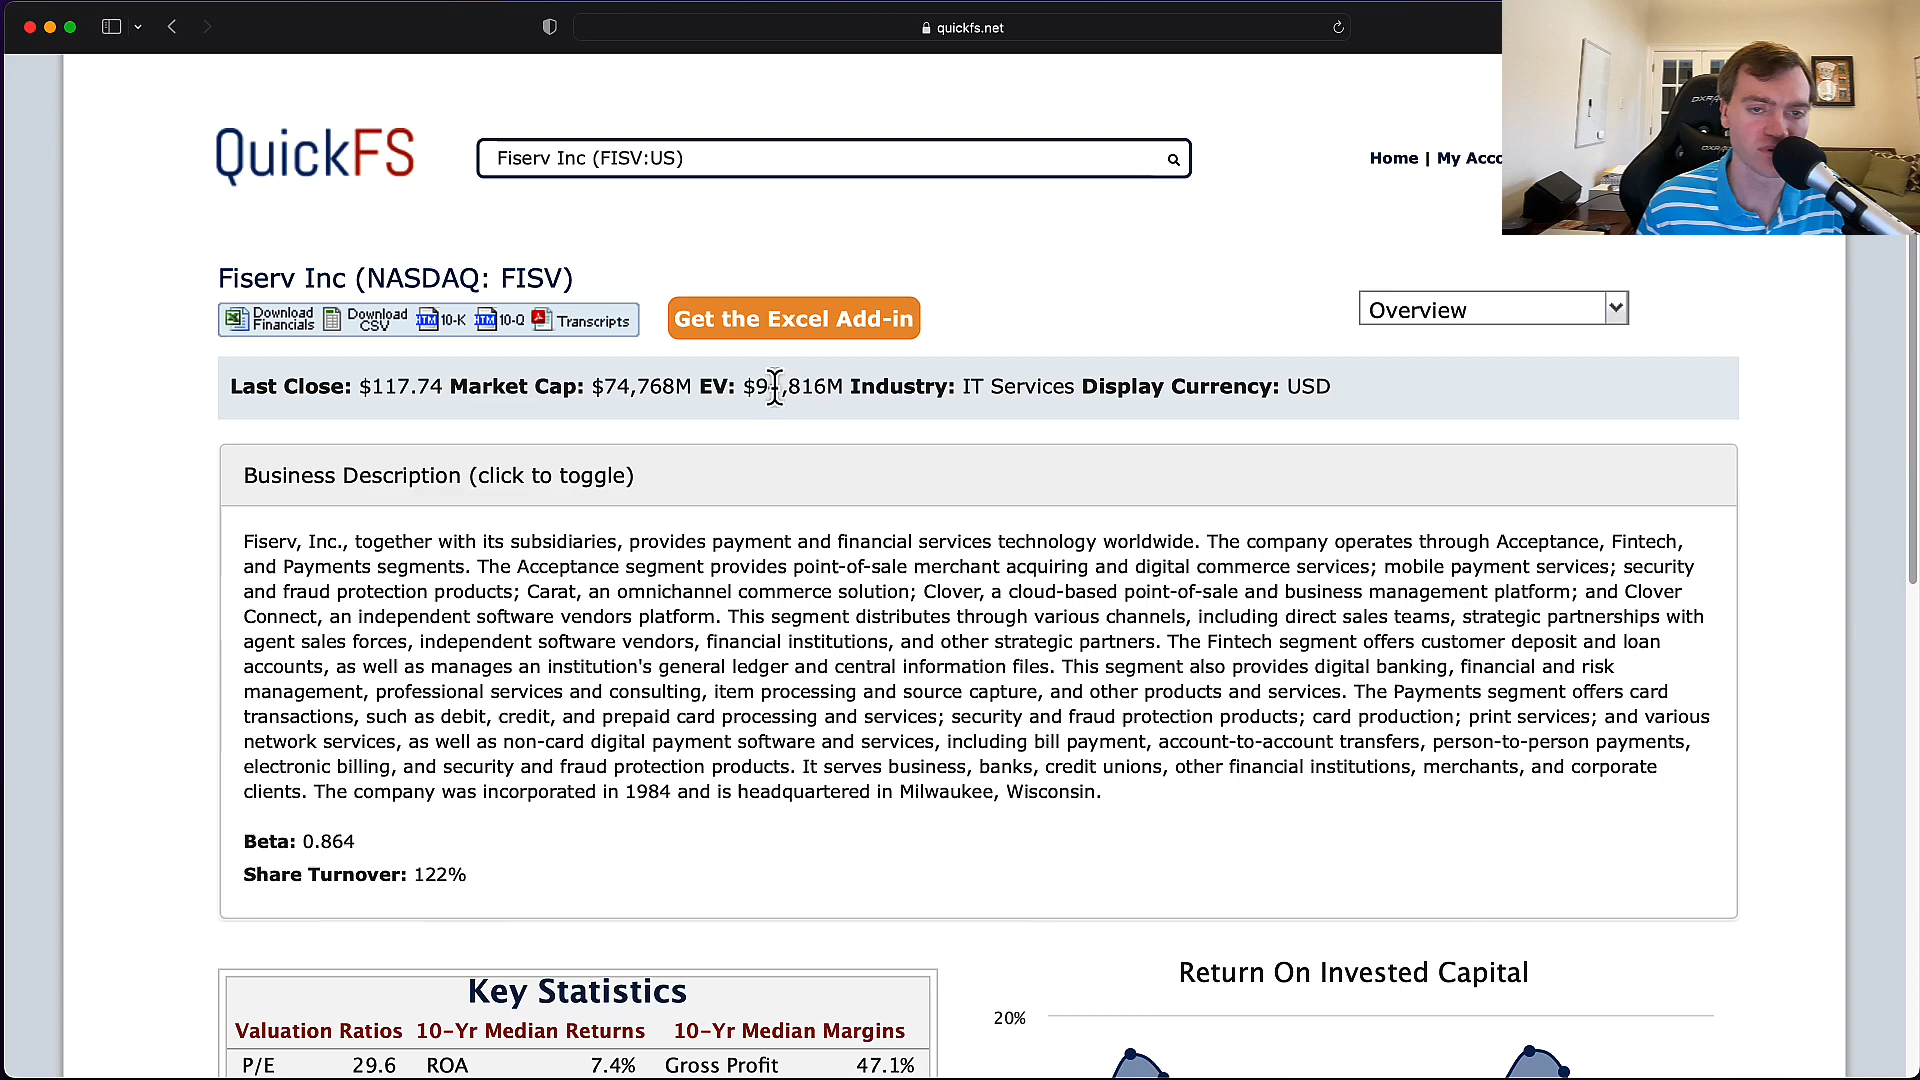 quickfs.net
QuickFS
Fiserv Inc (FISV:US)
Home | My Acco
Fiserv Inc (NASDAQ: FISV)
Download Financials Download CSV 10-K 10-Q Transcripts
Get the Excel Add-in
Overview
Last Close: $117.74 Market Cap: $74,768M EV: Industry: IT Services Display Currency: USD
Business Description (click to toggle)
Fiserv, Inc., together with its subsidiaries, provides payment and financial services technology worldwide. The company operates through Acceptance, Fintech,
and Payments segments. The Acceptance segment provides point-of-sale merchant acquiring and digital commerce services; mobile payment services; security
and fraud protection products; Carat, an omnichannel commerce solution; Clover, a cloud-based point-of-sale and business management platform; and Clover
Connect, an independent software vendors platform. This segment distributes through various channels, including direct sales teams, strategic partnerships with
agent sales forces, independent software vendors, financial institutions, and other strategic partners. The Fintech segment offers customer deposit and loan
accounts, as well as manages an institution's general ledger and central information files. This segment also provides digital banking, financial and risk
management, professional services and consulting, item processing and source capture, and other products and services. The Payments segment offers card
transactions, such as debit, credit, and prepaid card processing and services; security and fraud protection products; card production; print services; and various
network services, as well as non-card digital payment software and services, including bill payment, account-to-account transfers, person-to-person payments,
electronic billing, and security and fraud protection products. It serves business, banks, credit unions, other financial institutions, merchants, and corporate
clients. The company was incorporated in 1984 and is headquartered in Milwaukee, Wisconsin.
Beta: 0.864
Share Turnover: 122%
Key Statistics
Valuation Ratios 10-Yr Median Returns 10-Yr Median Margins
P/E 29.6 ROA 7.4% Gross Profit 47.1%
Return On Invested Capital
20%